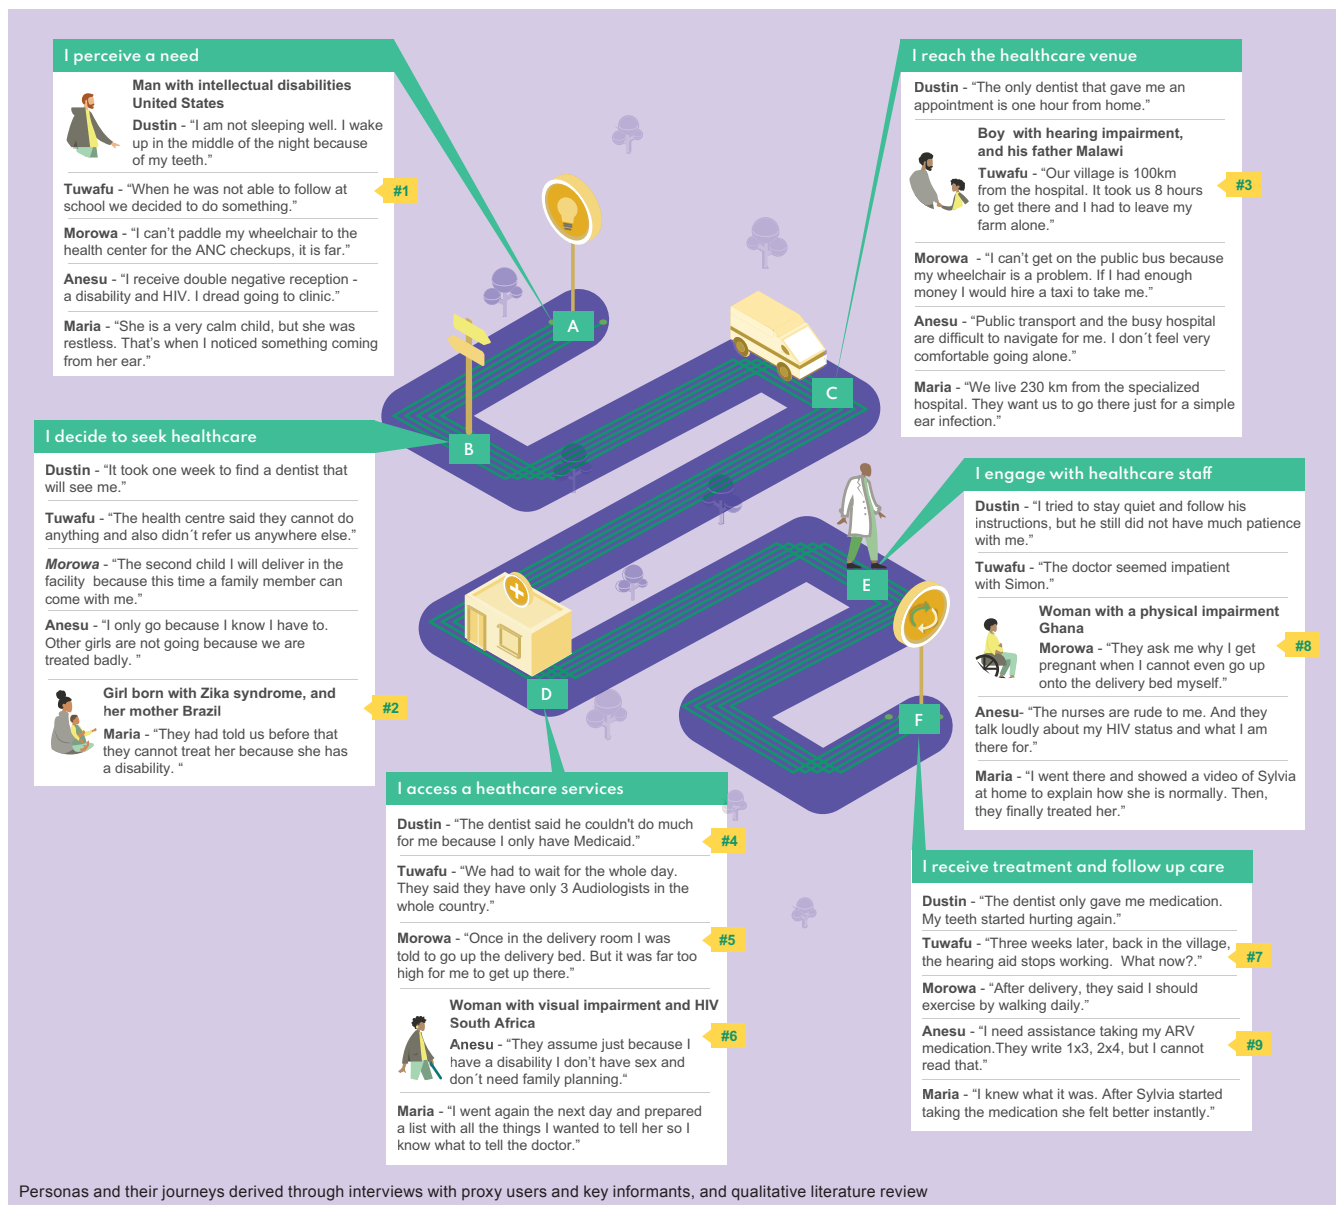 I perceive a need
Man with intellectual disabilities
United States
Dustin - “I am not sleeping well. I wake
up in the middle of the night because
of my teeth.”
Tuwafu - “When he was not able to follow at
school we decided to do something.”
#1
Morowa - “I can’t paddle my wheelchair to the
health center for the ANC checkups, it is far.”
Anesu - “I receive double negative reception -
a disability and HIV. I dread going to clinic.”
Maria - “She is a very calm child, but she was
restless. That’s when I noticed something coming
from her ear.”
A
I decide to seek healthcare
Dustin - “It took one week to find a dentist that
will see me.”
Tuwafu - “The health centre said they cannot do
anything and also didn´t refer us anywhere else.”
Morowa - “The second child I will deliver in the
facility because this time a family member can
come with me.”
Anesu - “I only go because I know I have to.
Other girls are not going because we are
treated badly. ”
Girl born with Zika syndrome, and
her mother Brazil
Maria - “They had told us before that
they cannot treat her because she has
a disability. “
#2
B
I reach the healthcare venue
Dustin - “The only dentist that gave me an
appointment is one hour from home.”
Boy with hearing impairment,
and his father Malawi
Tuwafu - “Our village is 100km
from the hospital. It took us 8 hours
to get there and I had to leave my
farm alone.”
#3
Morowa - “I can’t get on the public bus because
my wheelchair is a problem. If I had enough
money I would hire a taxi to take me.”
Anesu - “Public transport and the busy hospital
are difficult to navigate for me. I don´t feel very
comfortable going alone.”
Maria - “We live 230 km from the specialized
hospital. They want us to go there just for a simple
ear infection.”
C
I access a heathcare services
Dustin - “The dentist said he couldn't do much
for me because I only have Medicaid.”
#4
Tuwafu - “We had to wait for the whole day.
They said they have only 3 Audiologists in the
whole country.”
Morowa - “Once in the delivery room I was
told to go up the delivery bed. But it was far too
high for me to get up there.”
#5
Woman with visual impairment and HIV
South Africa
Anesu - “They assume just because I
have a disability I don’t have sex and
don´t need family planning.“
#6
Maria - “I went again the next day and prepared
a list with all the things I wanted to tell her so I
know what to tell the doctor.”
D
I engage with healthcare staff
Dustin - “I tried to stay quiet and follow his
instructions, but he still did not have much patience
with me.”
Tuwafu - “The doctor seemed impatient
with Simon.”
Woman with a physical impairment
Ghana
Morowa - “They ask me why I get
pregnant when I cannot even go up
onto the delivery bed myself.”
#8
Anesu- “The nurses are rude to me. And they
talk loudly about my HIV status and what I am
there for.”
Maria - “I went there and showed a video of Sylvia
at home to explain how she is normally. Then,
they finally treated her.”
E
I receive treatment and follow up care
Dustin - “The dentist only gave me medication.
My teeth started hurting again.”
Tuwafu - “Three weeks later, back in the village,
the hearing aid stops working. What now?.”
#7
Morowa - “After delivery, they said I should
exercise by walking daily.”
Anesu - “I need assistance taking my ARV
medication.They write 1x3, 2x4, but I cannot
read that.”
#9
Maria - “I knew what it was. After Sylvia started
taking the medication she felt better instantly.”
F
Personas and their journeys derived through interviews with proxy users and key informants, and qualitative literature review